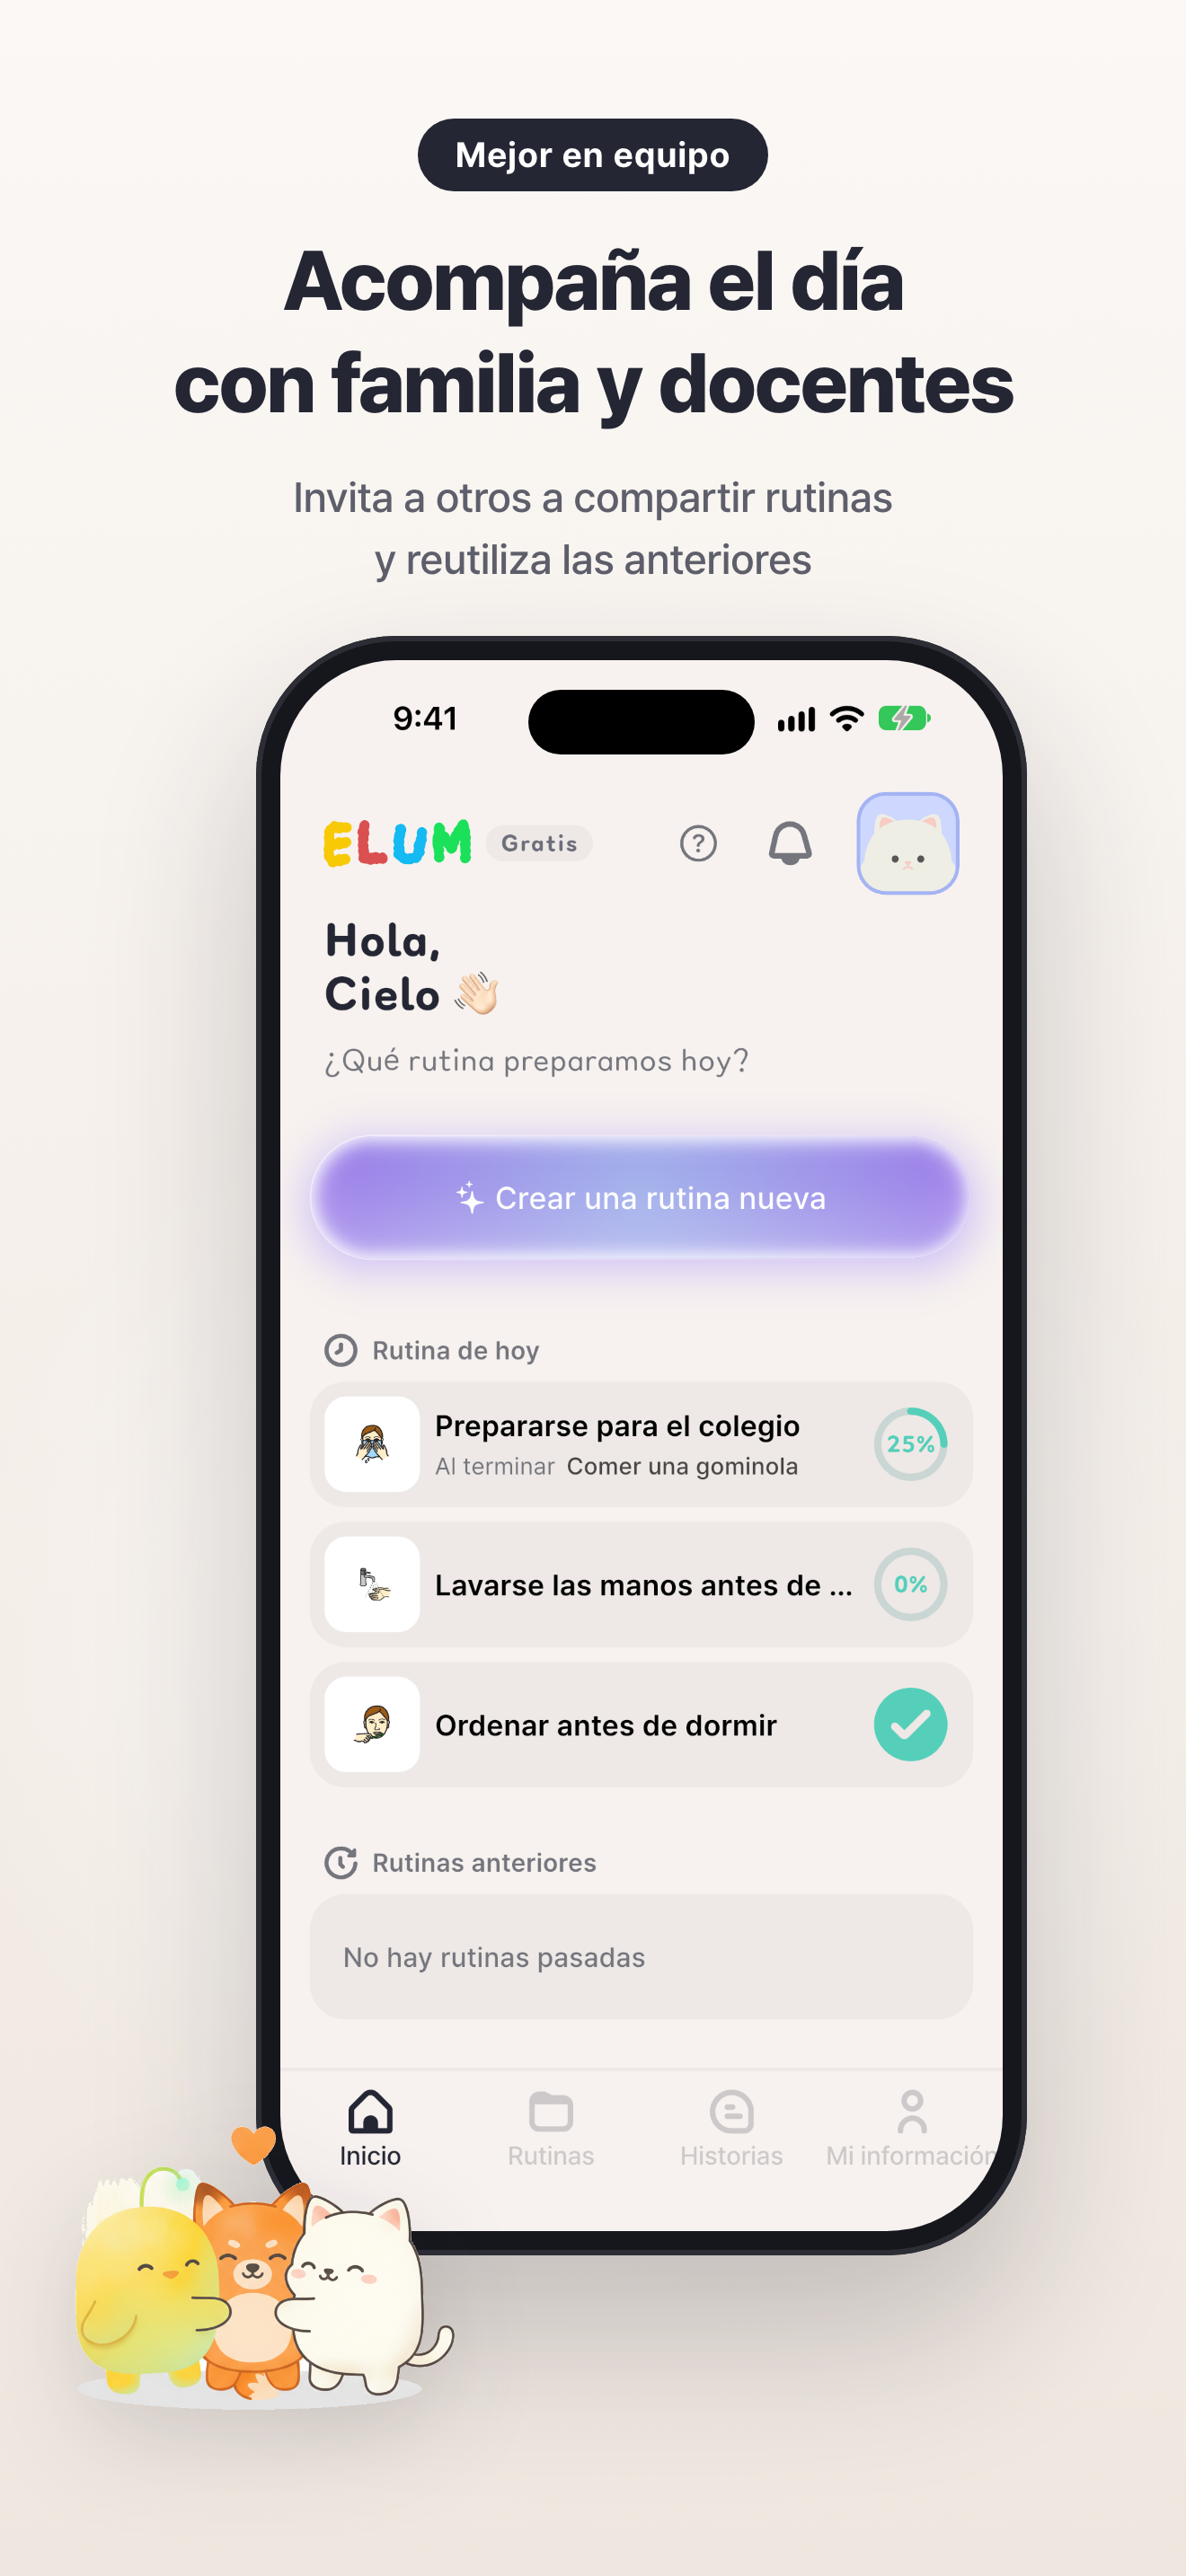 Mejor en equipo
Acompaña el día
con familia y docentes
Invita a otros a compartir rutinas
y reutiliza las anteriores
9:41
ELUM Gratis ?
Hola,
Cielo 👋🏻
¿Qué rutina preparamos hoy?
Crear una rutina nueva
Rutina de hoy
Prepararse para el colegio
Al terminar Comer una gominola
25%
Lavarse las manos antes de ...
0%
Ordenar antes de dormir
Rutinas anteriores
No hay rutinas pasadas
Inicio Rutinas Historias Mi información